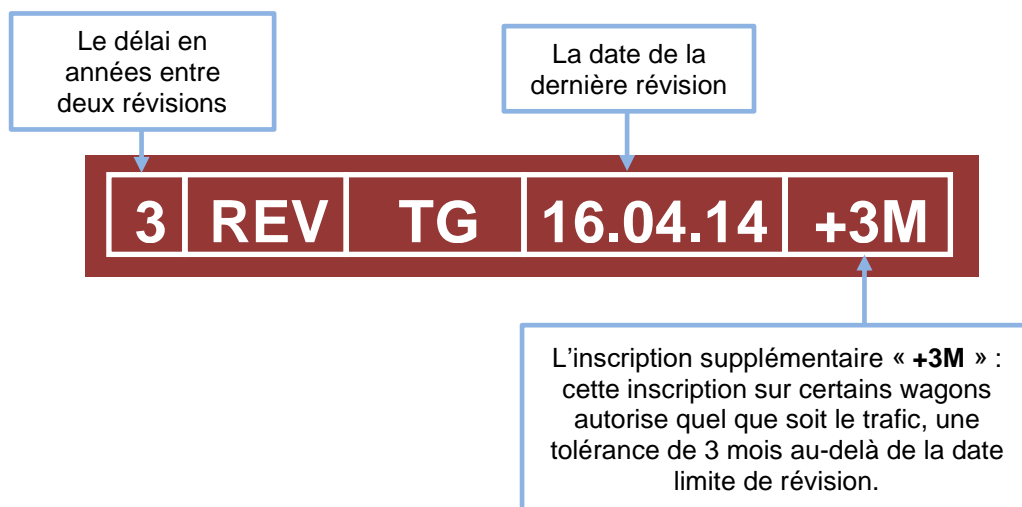 Le délai en
années entre
deux révisions
La date de la
dernière révision
3 REV TG 16.04.14 +3M
L’inscription supplémentaire « +3M » :
cette inscription sur certains wagons
autorise quel que soit le trafic, une
tolérance de 3 mois au-delà de la date
limite de révision.